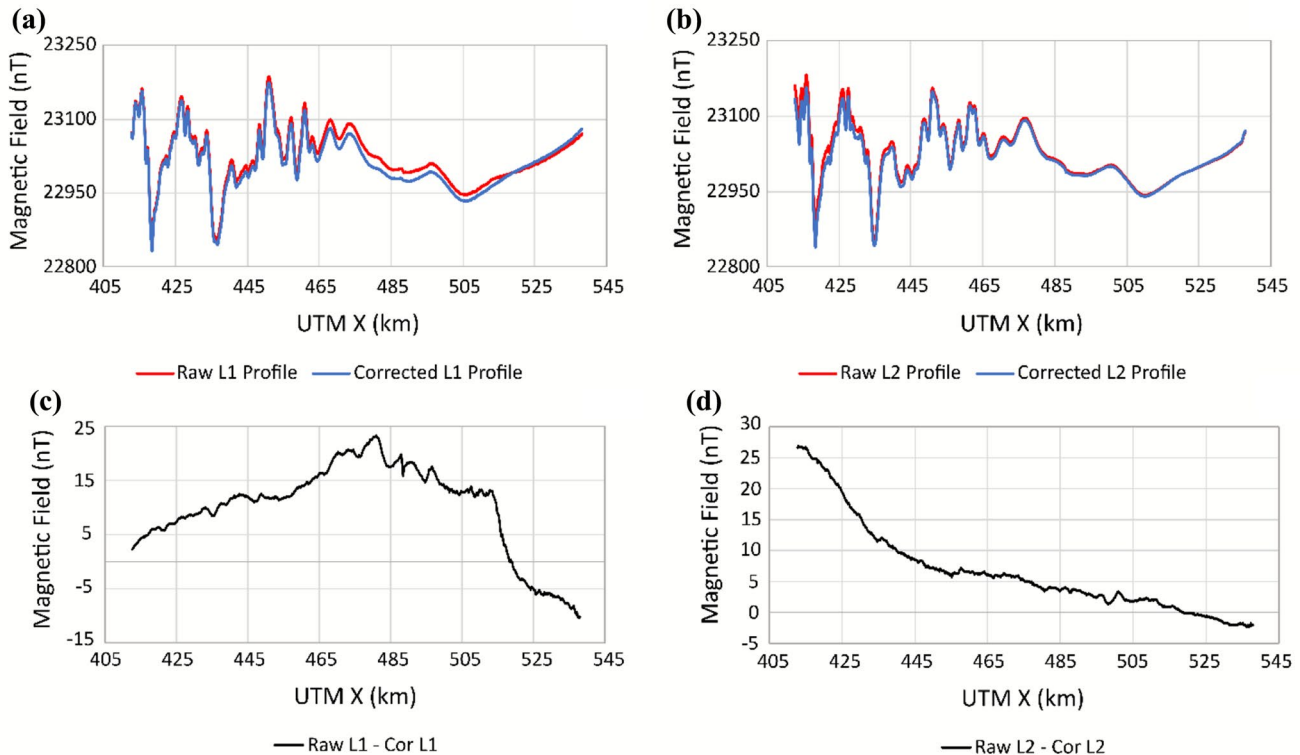 (a)
Magnetic Field (nT)
23250
23100
22950
22800
405 425 445 465 485 505 525 545
UTM X (km)
Raw L1 Profile Corrected L1 Profile
(b)
Magnetic Field (nT)
23250
23100
22950
22800
405 425 445 465 485 505 525 545
UTM X (km)
Raw L2 Profile Corrected L2 Profile
(c)
Magnetic Field (nT)
25
15
5
-5
-15
405 425 445 465 485 505 525 545
UTM X (km)
Raw L1 - Cor L1
(d)
Magnetic Field (nT)
30
25
20
15
10
5
0
-5
405 425 445 465 485 505 525 545
UTM X (km)
Raw L2 - Cor L2